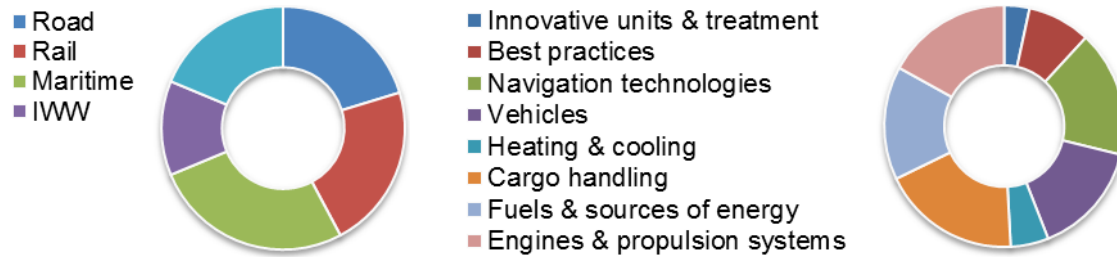 Road
Rail
Maritime
IWW
Innovative units & treatment
Best practices
Navigation technologies
Vehicles
Heating & cooling
Cargo handling
Fuels & sources of energy
Engines & propulsion systems